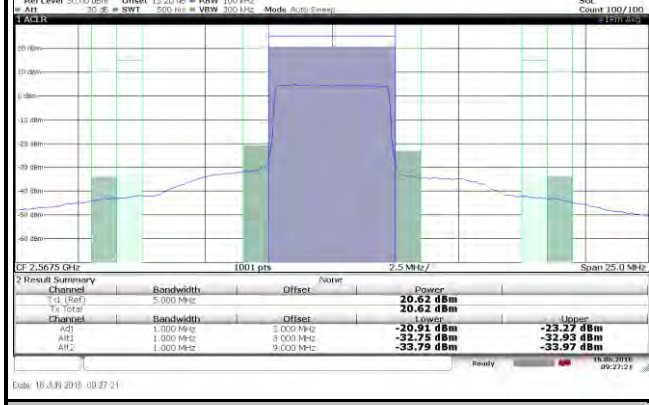 Ref Level 30.00 dBm Offset 15.20 dB RBW 100 kHz SGL
Att 30 dB SWT 500 ms VBW 300 kHz Mode Auto Sweep Count 100/100
1 ACLR 1Rm Avg
20 dBm
10 dBm
0 dBm
-10 dBm
-20 dBm
-30 dBm
-40 dBm
-50 dBm
-60 dBm
CF 2.5675 GHz 1001 pts 2.5 MHz/ Span 25.0 MHz
2 Result Summary None
Channel Bandwidth Offset Power
Tx1 (Ref) 5.000 MHz 20.62 dBm
Tx Total 20.62 dBm
Channel Bandwidth Offset Lower Upper
Adj 1.000 MHz -20.91 dBm -23.27 dBm
Alt1 1.000 MHz 8.000 MHz -32.75 dBm -32.93 dBm
Alt2 1.000 MHz 9.000 MHz -33.79 dBm -33.97 dBm
Ready 16.06.2016
09:27:21
Date: 16.JUN.2016 09:27:21